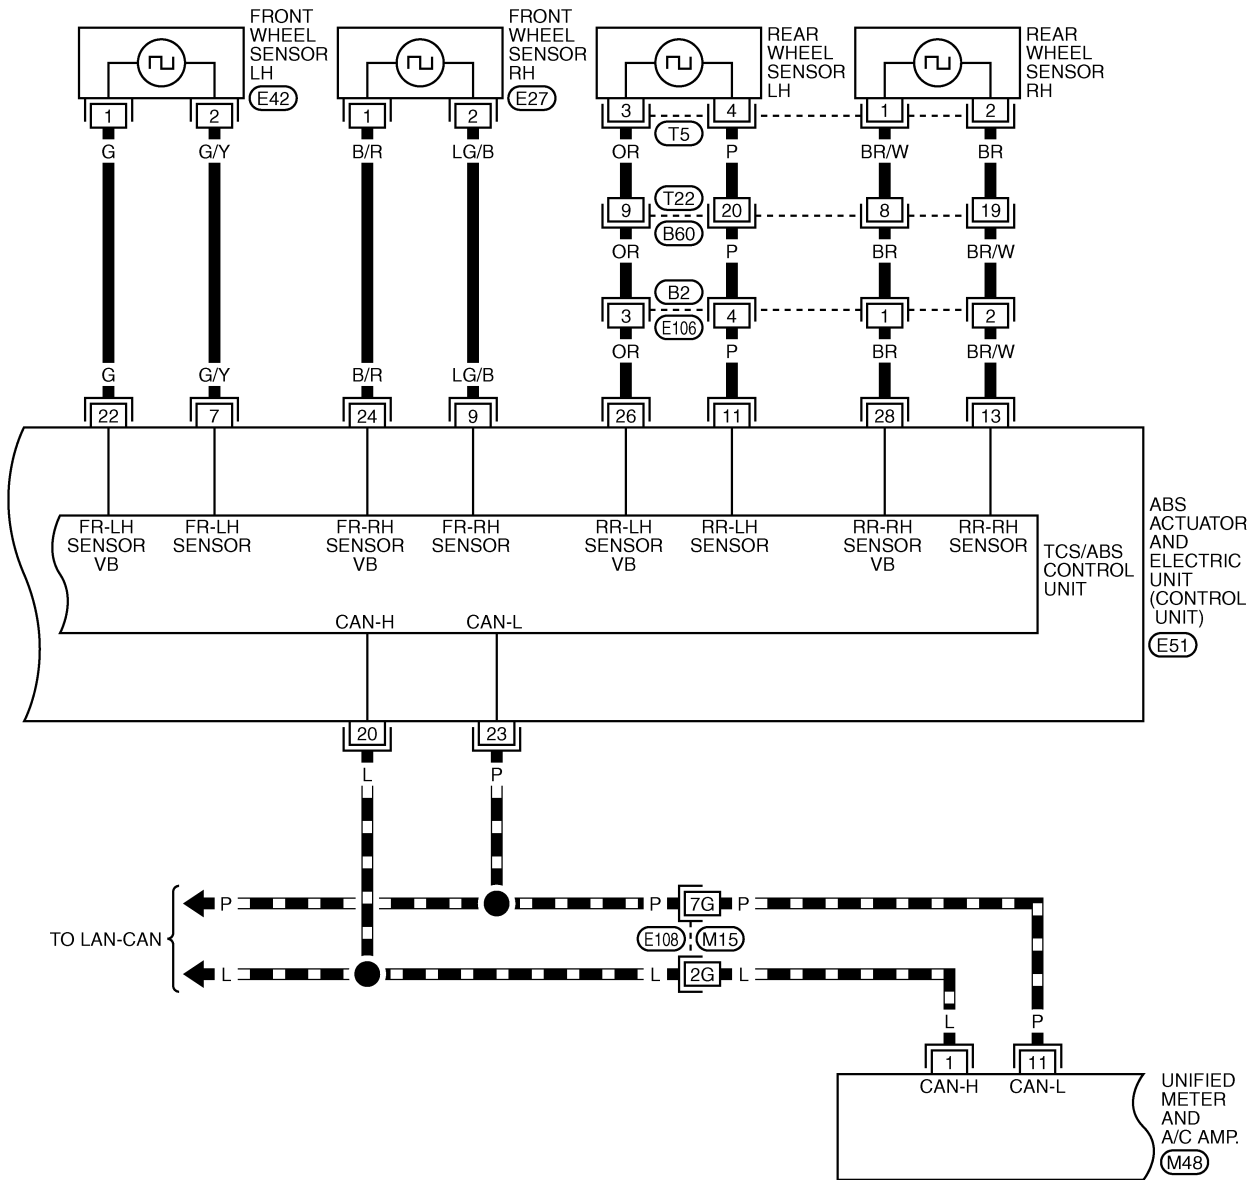 FRONT
WHEEL
SENSOR
LH
E42
FRONT
WHEEL
SENSOR
RH
E27
REAR
WHEEL
SENSOR
LH
REAR
WHEEL
SENSOR
RH
1 2 1 2 3 4 1 2
T5
G G/Y B/R LG/B OR P BR/W BR
T22
9 20 8 19
B60
OR P BR BR/W
B2
3 4 1 2
E106
OR P BR BR/W
G G/Y B/R LG/B
22 7 24 9 26 11 28 13
FR-LH
SENSOR
VB
FR-LH
SENSOR
FR-RH
SENSOR
VB
FR-RH
SENSOR
RR-LH
SENSOR
VB
RR-LH
SENSOR
RR-RH
SENSOR
VB
RR-RH
SENSOR
TCS/ABS
CONTROL
UNIT
ABS
ACTUATOR
AND
ELECTRIC
UNIT
(CONTROL
UNIT)
E51
CAN-H CAN-L
20 23
L P
P P 7G P
TO LAN-CAN
E108 M15
L L 2G L
L P
1 11
CAN-H CAN-L
UNIFIED
METER
AND
A/C AMP.
M48